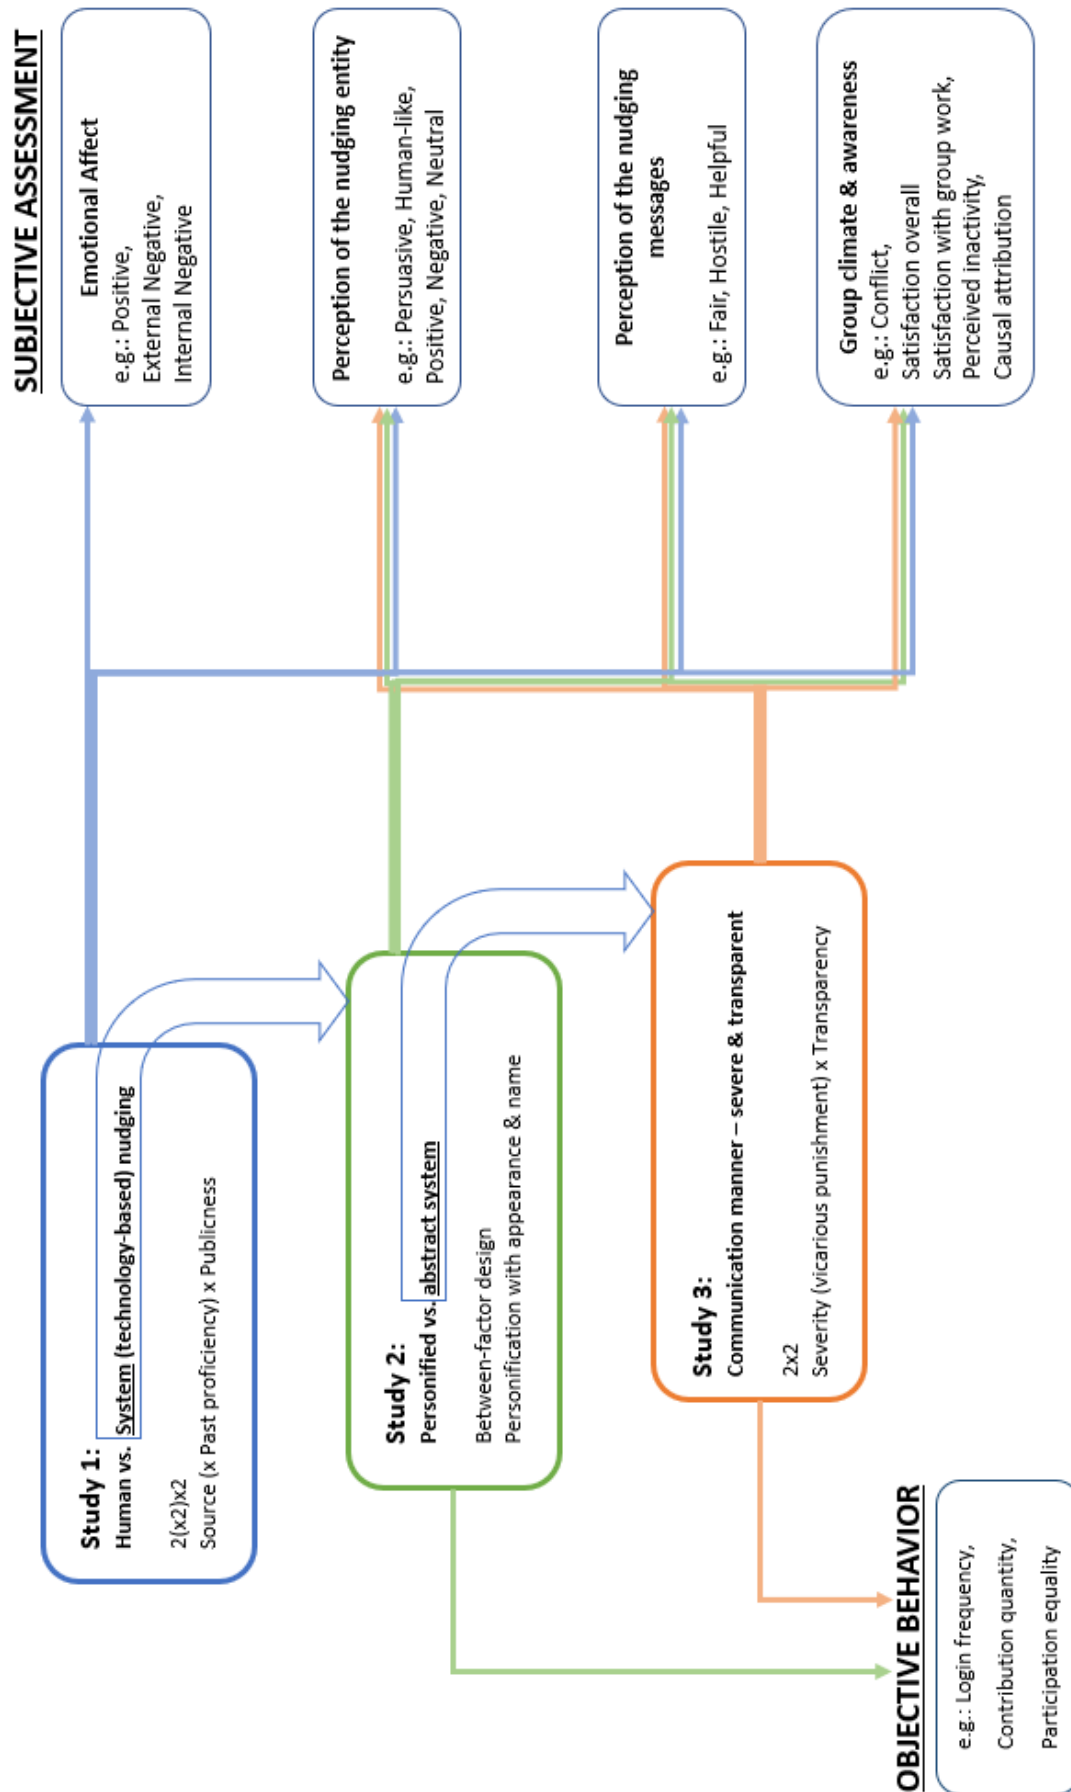 SUBJECTIVE ASSESSMENT
Study 1:
Human vs. System (technology-based) nudging
2(x2)x2
Source (x Past proficiency) x Publicness
Study 2:
Personified vs. abstract system
Between-factor design
Personification with appearance & name
Study 3:
Communication manner – severe & transparent
2x2
Severity (vicarious punishment) x Transparency
Emotional Affect
e.g.: Positive,
External Negative,
Internal Negative
Perception of the nudging entity
e.g.: Persuasive, Human-like,
Positive, Negative, Neutral
Perception of the nudging
messages
e.g.: Fair, Hostile, Helpful
Group climate & awareness
e.g.: Conflict,
Satisfaction overall
Satisfaction with group work,
Perceived inactivity,
Causal attribution
OBJECTIVE BEHAVIOR
e.g.: Login frequency,
Contribution quantity,
Participation equality